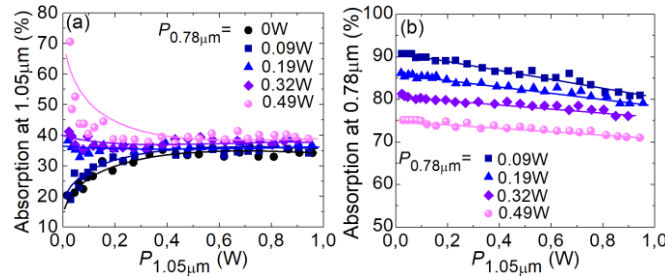 (a)
P0.78μm=
0W
0.09W
0.19W
0.32W
0.49W
Absorption at 1.05μm (%)
80
70
60
50
40
30
20
10
0,0 0,2 0,4 0,6 0,8 1,0
P1.05μm (W)
(b)
Absorption at 0.78μm (%)
100
90
80
70
60
50
P0.78μm=
0.09W
0.19W
0.32W
0.49W
0,0 0,2 0,4 0,6 0,8 1,0
P1.05μm (W)